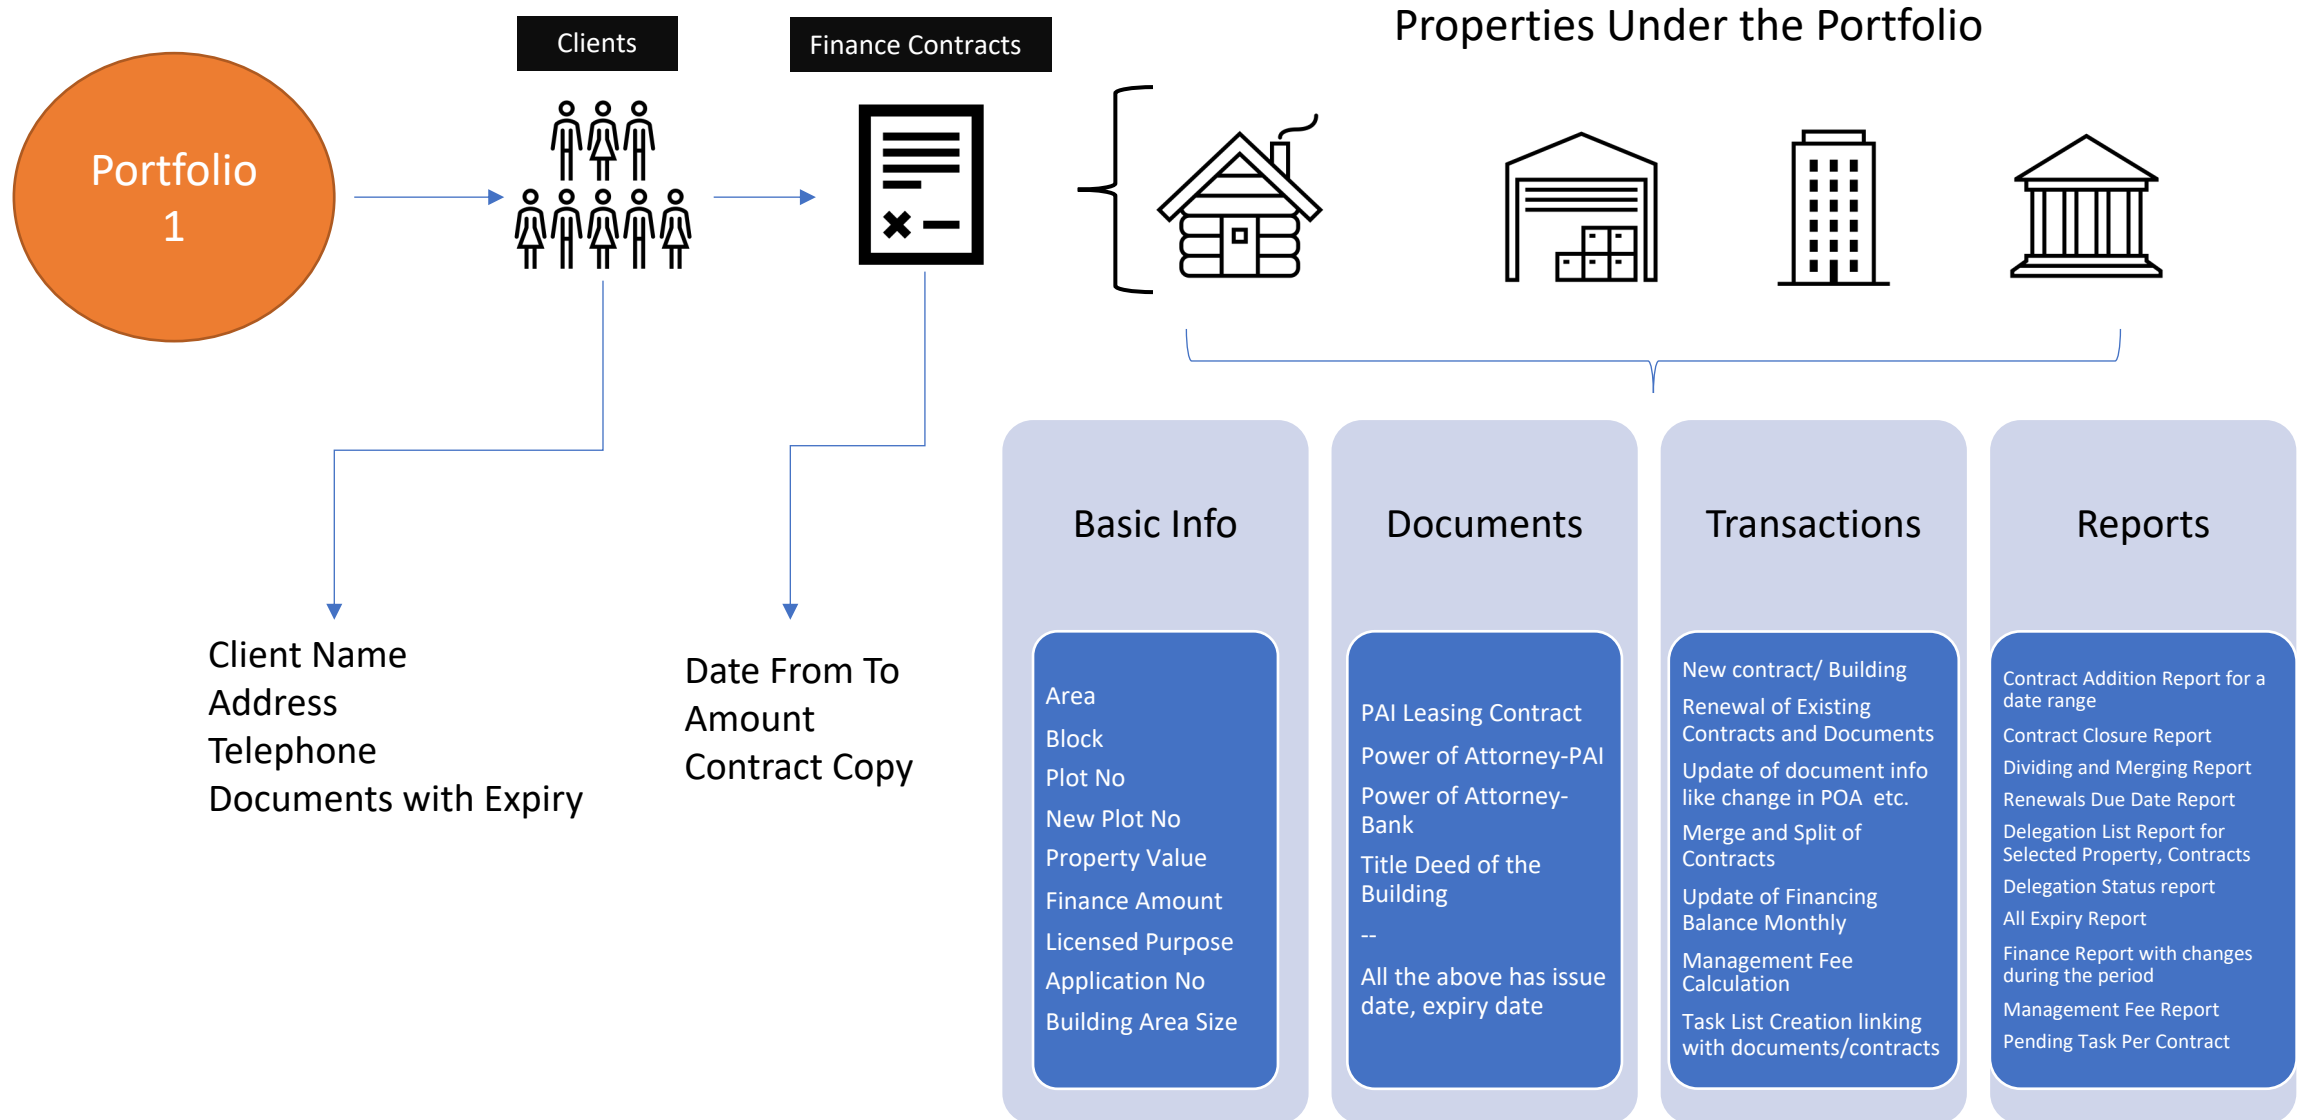 Properties Under the Portfolio
Clients
Finance Contracts
Portfolio
1
Client Name
Address
Telephone
Documents with Expiry
Date From To
Amount
Contract Copy
Basic Info
Area
Block
Plot No
New Plot No
Property Value
Finance Amount
Licensed Purpose
Application No
Building Area Size
Documents
PAI Leasing Contract
Power of Attorney-PAI
Power of Attorney-
Bank
Title Deed of the
Building
--
All the above has issue
date, expiry date
Transactions
New contract/ Building
Renewal of Existing
Contracts and Documents
Update of document info
like change in POA  etc.
Merge and Split of
Contracts
Update of Financing
Balance Monthly
Management Fee
Calculation
Task List Creation linking
with documents/contracts
Reports
Contract Addition Report for a
date range
Contract Closure Report
Dividing and Merging Report
Renewals Due Date Report
Delegation List Report for
Selected Property, Contracts
Delegation Status report
All Expiry Report
Finance Report with changes
during the period
Management Fee Report
Pending Task Per Contract